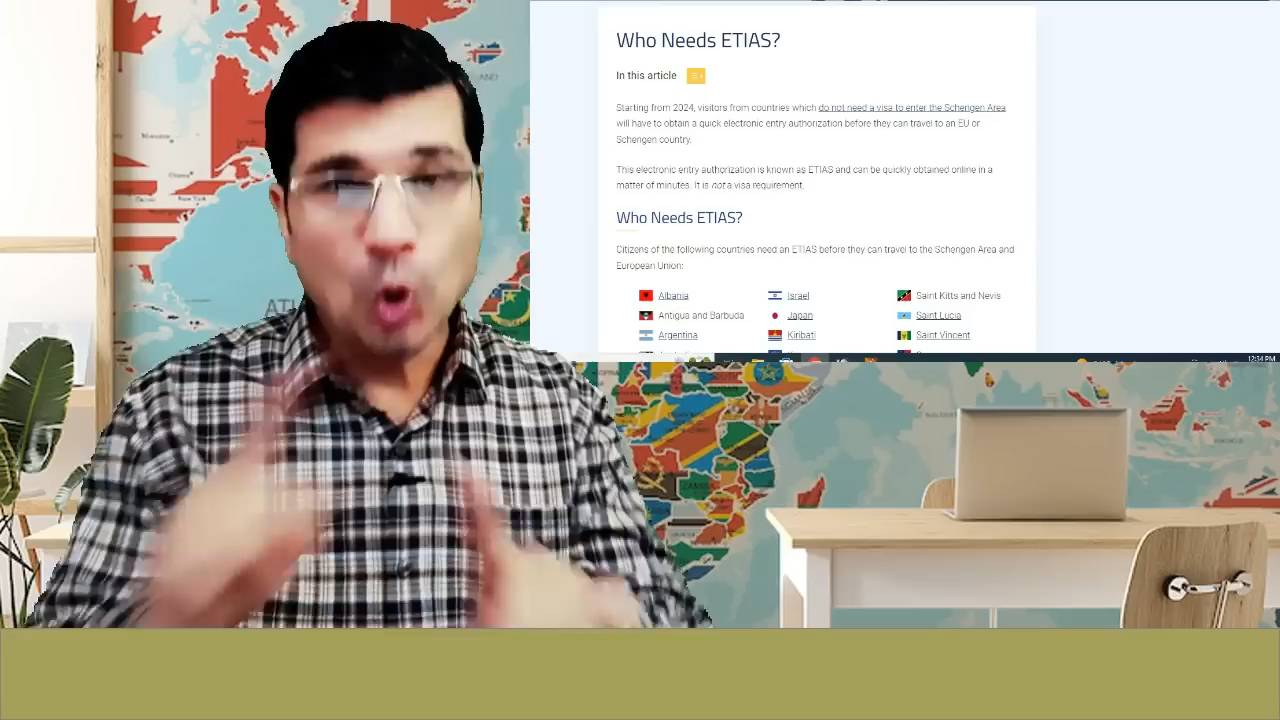 Who Needs ETIAS?
In this article
Starting from 2024, visitors from countries which do not need a visa to enter the Schengen Area
will have to obtain a quick electronic entry authorization before they can travel to an EU or
Schengen country.
This electronic entry authorization is known as ETIAS and can be quickly obtained online in a
matter of minutes. It is not a visa requirement.
Who Needs ETIAS?
Citizens of the following countries need an ETIAS before they can travel to the Schengen Area and
European Union:
Albania Israel Saint Kitts and Nevis
Antigua and Barbuda Japan Saint Lucia
Argentina Kiribati Saint Vincent
12:34 PM